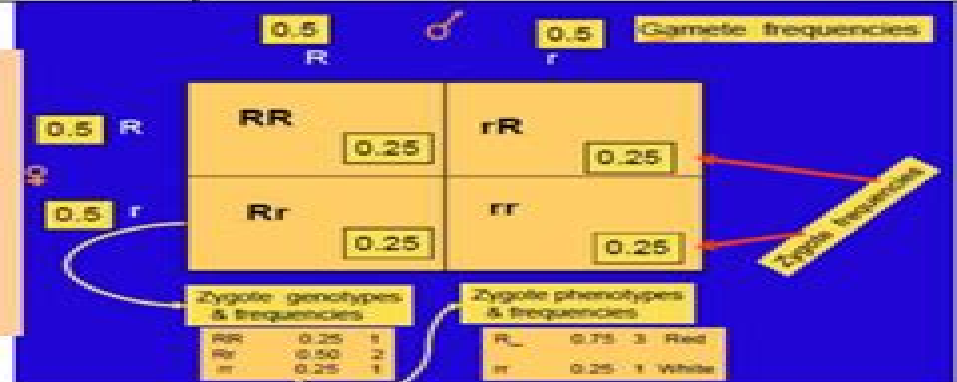 0.5 ♂ 0.5 Gamete frequencies
R r
0.5 R RR rR
0.25 0.25
♀
0.5 r Rr rr
0.25 0.25
Zygote frequencies
Zygote genotypes
& frequencies
RR 0.25 1
Rr 0.50 2
rr 0.25 1
Zygote phenotypes
& frequencies
R_ 0.75 3 Red
rr 0.25 1 White